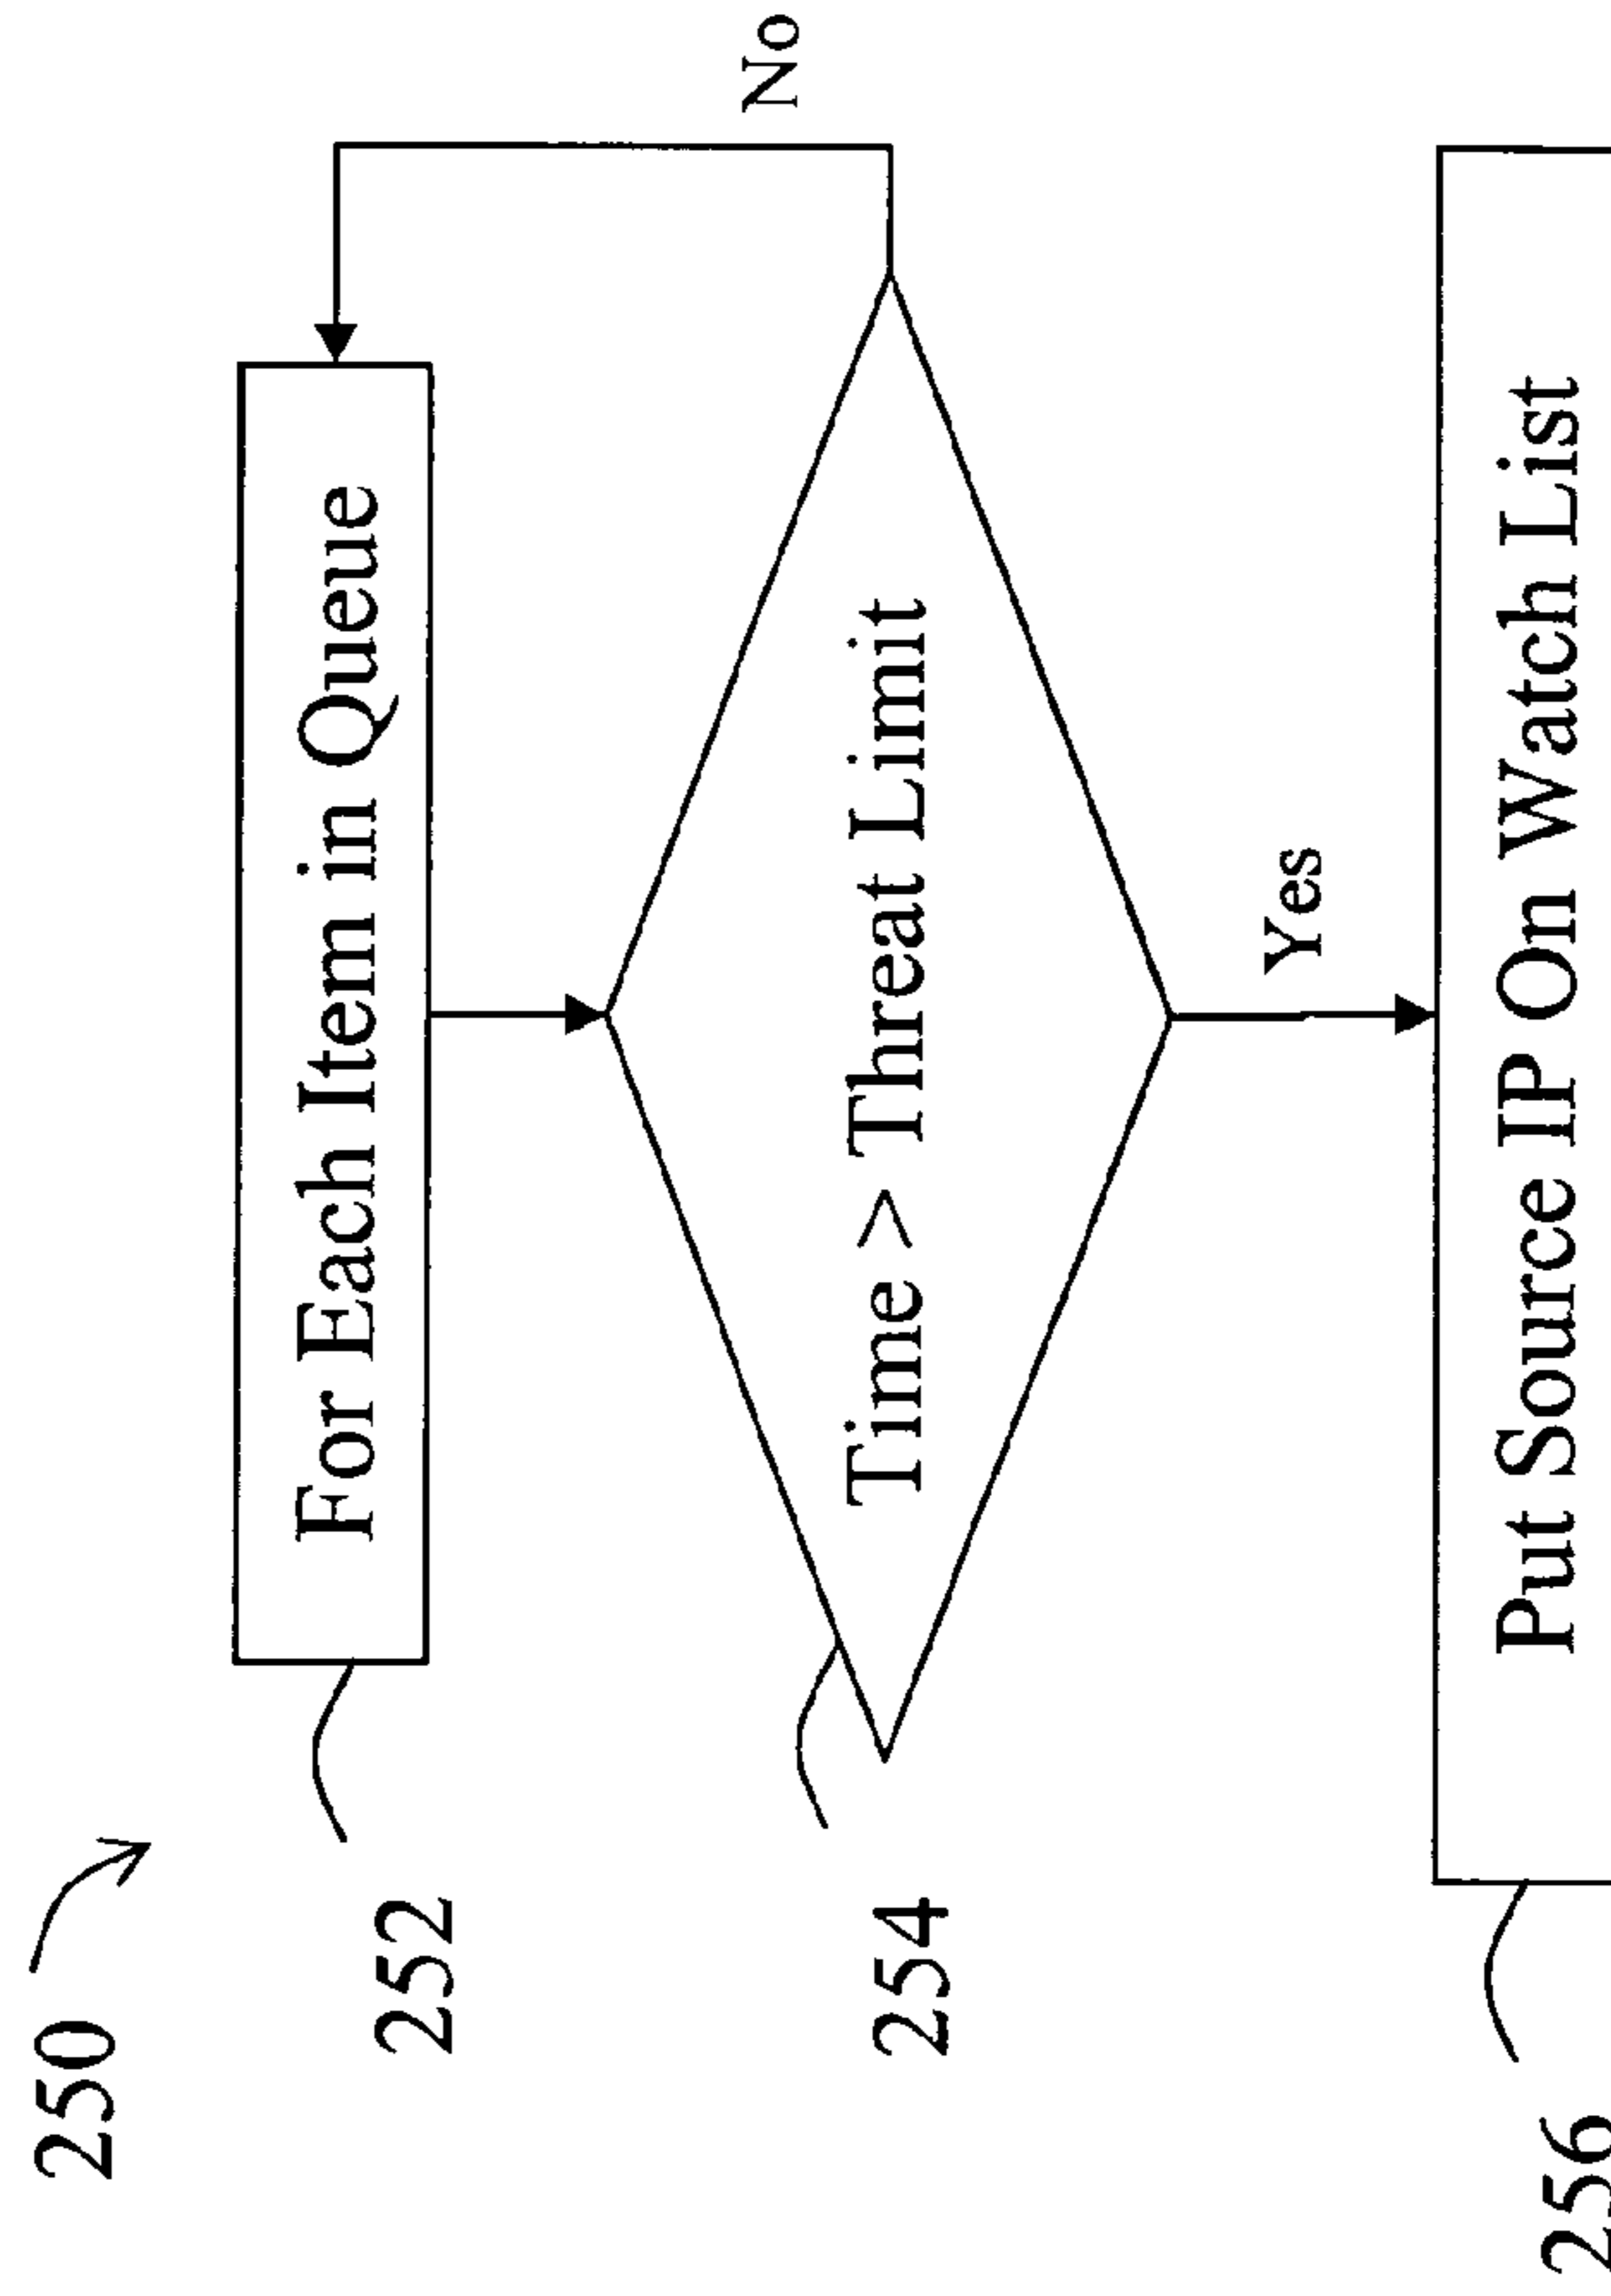 250
252
For Each Item in Queue
No
254
Time > Threat Limit
Yes
256
Put Source IP On Watch List